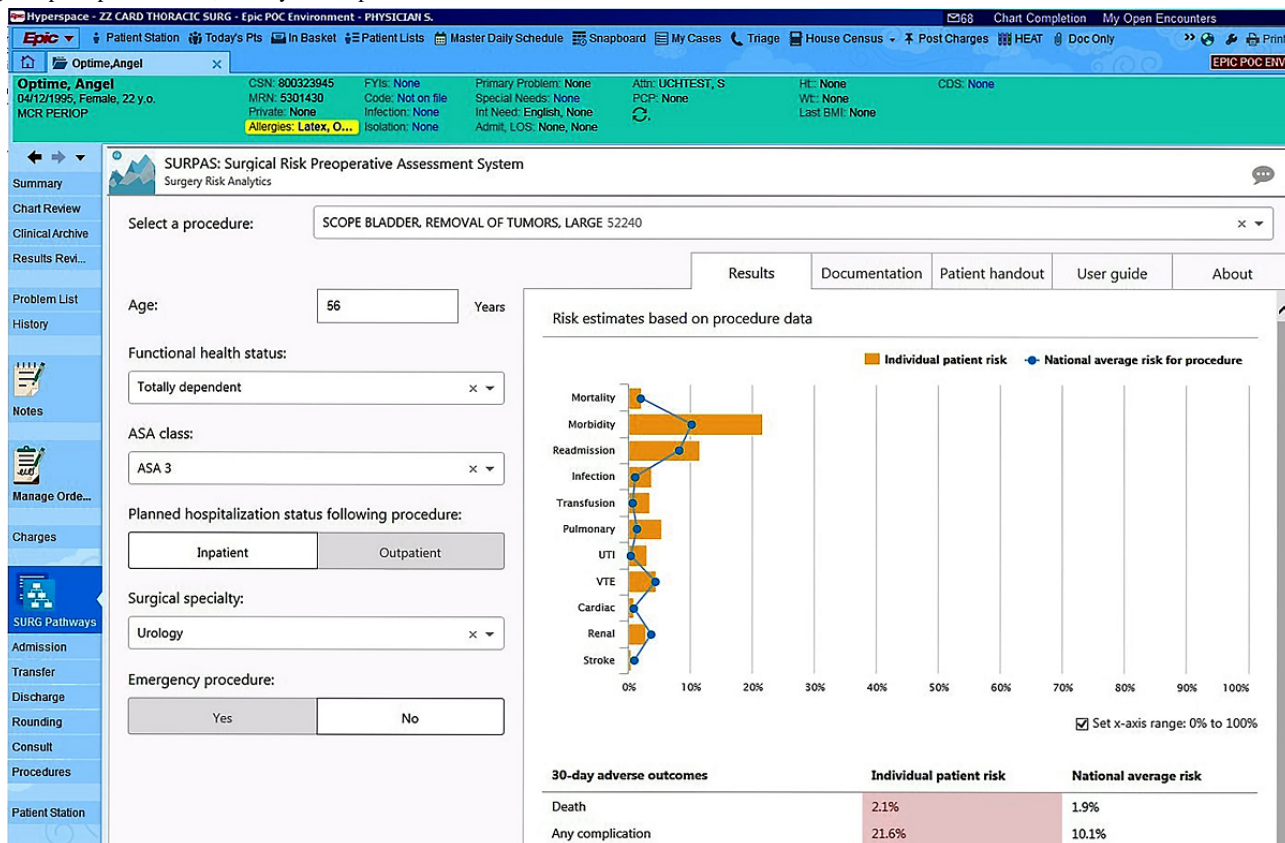 Hyperspace - ZZ CARD THORACIC SURG - Epic POC Environment - PHYSICIAN S.
68 Chart Completion My Open Encounters
Epic Patient Station Today's Pts In Basket Patient Lists Master Daily Schedule Snapboard My Cases Triage House Census Post Charges HEAT Doc Only » Print
Optime,Angel × EPIC POC ENV
Optime, Angel CSN: 800323945 FYIs: None Primary Problem: None Attn: UCHTEST, S Ht:: None CDS: None
04/12/1995, Female, 22 y.o. MRN: 5301430 Code: Not on file Special Needs: None PCP: None Wt:: None
MCR PERIOP Private: None Infection: None Int Need: English, None Last BMI: None
Allergies: Latex, O... Isolation: None Admit, LOS: None, None
Summary
Chart Review
Clinical Archive
Results Revi...
Problem List
History
Notes
Manage Orde...
Charges
SURG Pathways
Admission
Transfer
Discharge
Rounding
Consult
Procedures
Patient Station
SURPAS: Surgical Risk Preoperative Assessment System
Surgery Risk Analytics
Select a procedure: SCOPE BLADDER, REMOVAL OF TUMORS, LARGE 52240 ×
Age: 56 Years
Functional health status:
Totally dependent ×
ASA class:
ASA 3 ×
Planned hospitalization status following procedure:
Inpatient Outpatient
Surgical specialty:
Urology ×
Emergency procedure:
Yes No
Results Documentation Patient handout User guide About
Risk estimates based on procedure data
Individual patient risk National average risk for procedure
Mortality
Morbidity
Readmission
Infection
Transfusion
Pulmonary
UTI
VTE
Cardiac
Renal
Stroke
0% 10% 20% 30% 40% 50% 60% 70% 80% 90% 100%
Set x-axis range: 0% to 100%
30-day adverse outcomes Individual patient risk National average risk
Death 2.1% 1.9%
Any complication 21.6% 10.1%